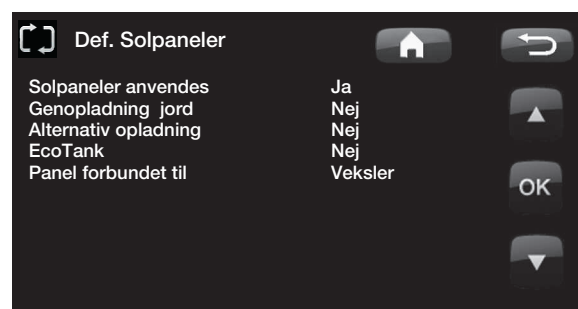 Def. Solpaneler
Solpaneler anvendes Ja
Genopladning jord Nej
Alternativ opladning Nej
EcoTank Nej
Panel forbundet til Veksler
OK